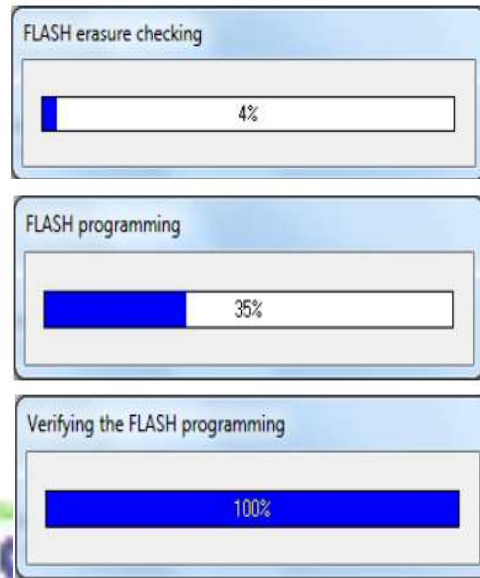 FLASH erasure checking
4%
FLASH programming
35%
Verifying the FLASH programming
100%